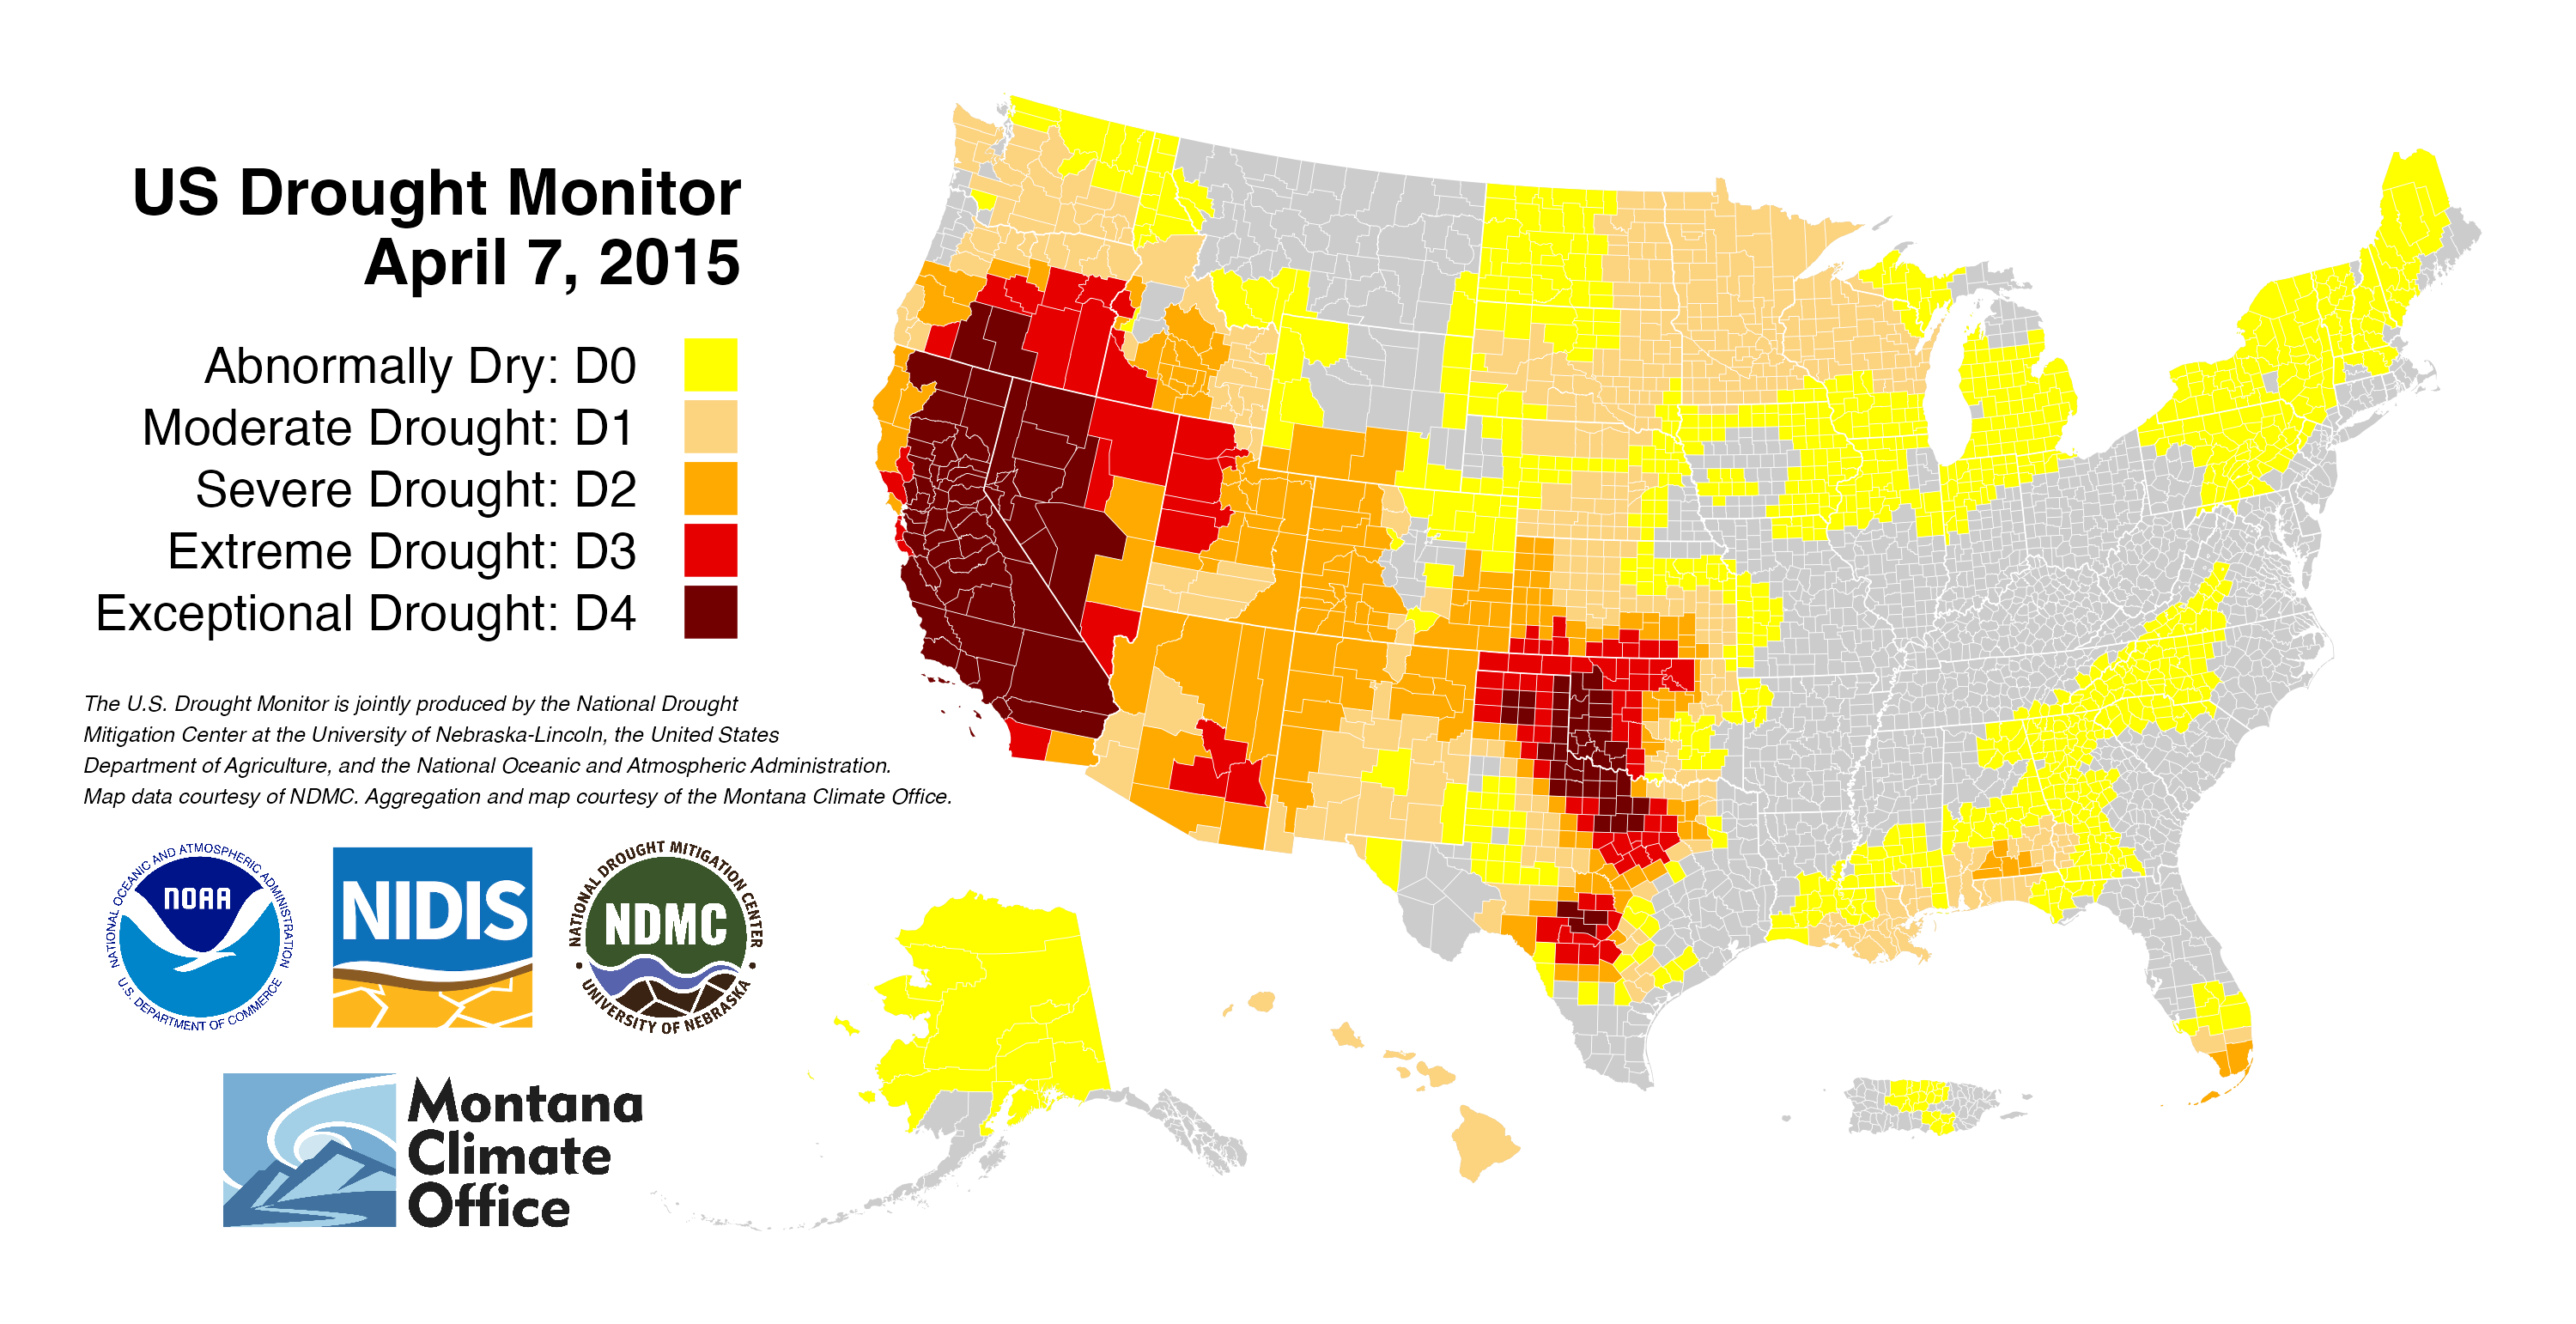 US Drought Monitor
April 7, 2015
Abnormally Dry: D0
Moderate Drought: D1
Severe Drought: D2
Extreme Drought: D3
Exceptional Drought: D4
The U.S. Drought Monitor is jointly produced by the National Drought
Mitigation Center at the University of Nebraska-Lincoln, the United States
Department of Agriculture, and the National Oceanic and Atmospheric Administration.
Map data courtesy of NDMC. Aggregation and map courtesy of the Montana Climate Office.
NATIONAL OCEANIC AND ATMOSPHERIC ADMINISTRATION
NOAA
U.S. DEPARTMENT OF COMMERCE
NIDIS
NATIONAL DROUGHT MITIGATION CENTER
NDMC
UNIVERSITY OF NEBRASKA
Montana
Climate
Office